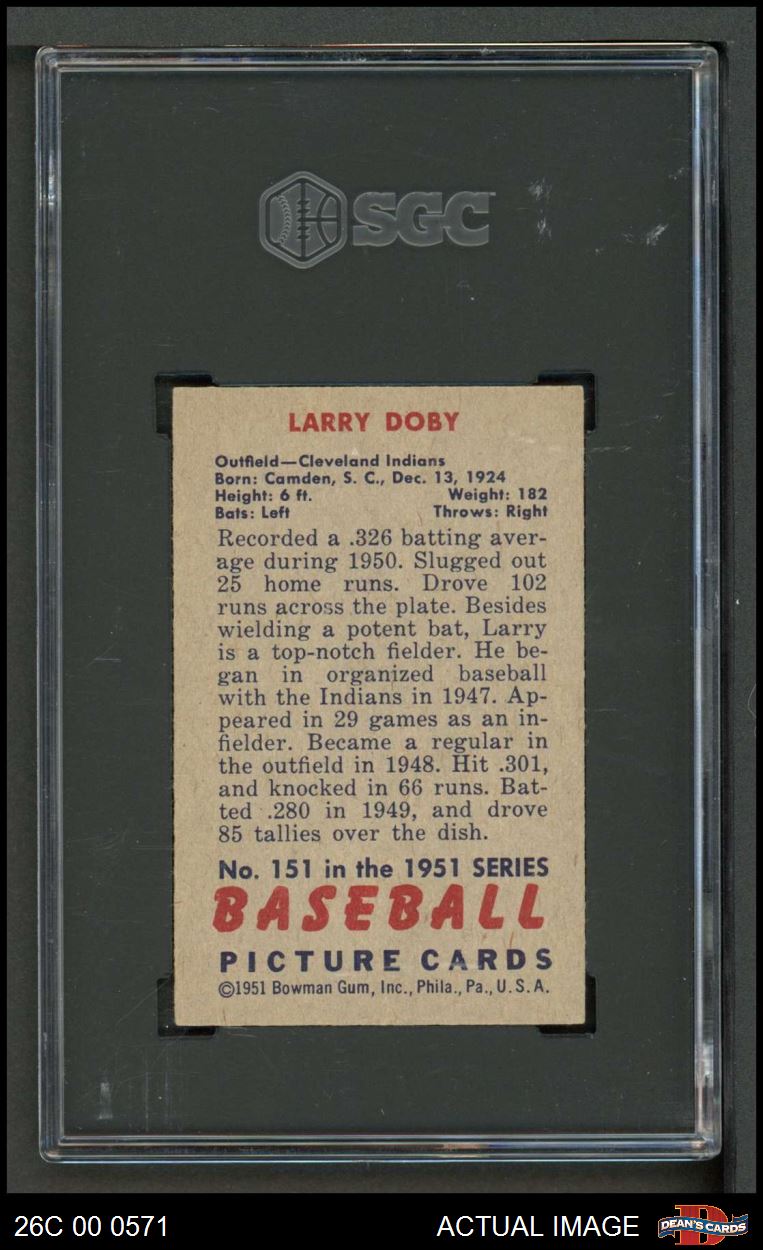 SGC
LARRY DOBY
Outfield—Cleveland Indians
Born: Camden, S. C., Dec. 13, 1924
Height: 6 ft. Weight: 182
Bats: Left Throws: Right
Recorded a .326 batting aver-
age during 1950. Slugged out
25 home runs. Drove 102
runs across the plate. Besides
wielding a potent bat, Larry
is a top-notch fielder. He be-
gan in organized baseball
with the Indians in 1947. Ap-
peared in 29 games as an in-
fielder. Became a regular in
the outfield in 1948. Hit .301,
and knocked in 66 runs. Bat-
ted .280 in 1949, and drove
85 tallies over the dish.
No. 151 in the 1951 SERIES
BASEBALL
PICTURE CARDS
©1951 Bowman Gum, Inc., Phila., Pa., U. S. A.
26C 00 0571 ACTUAL IMAGE DEAN'S CARDS